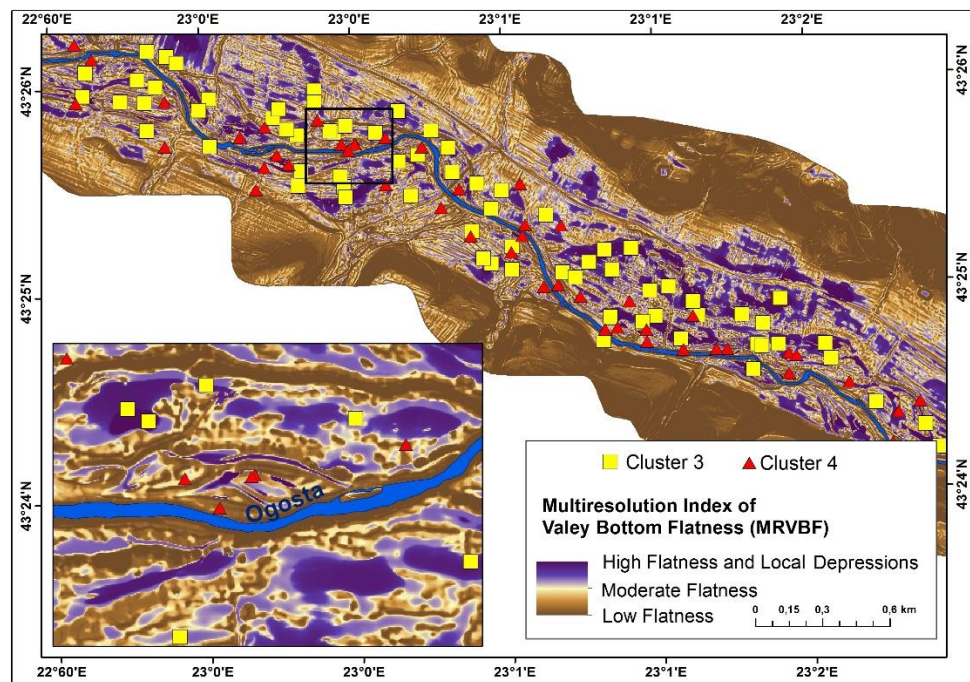 22°60'E 23°0'E 23°0'E 23°1'E 23°1'E 23°2'E
43°26'N 43°26'N
43°25'N 43°25'N
43°24'N 43°24'N
Ogosta
Cluster 3 Cluster 4
Multiresolution Index of
Valey Bottom Flatness (MRVBF)
High Flatness and Local Depressions
Moderate Flatness
Low Flatness
0 0,15 0,3 0,6 km
22°60'E 23°0'E 23°0'E 23°1'E 23°1'E 23°2'E